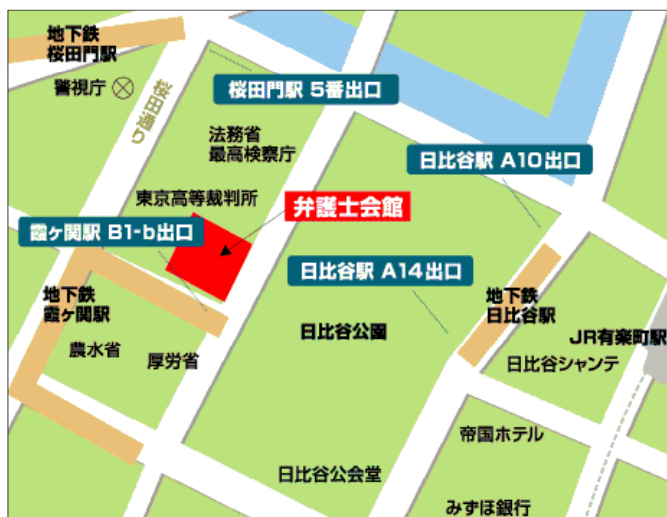 地下鉄
桜田門駅
警視庁
桜田通り
桜田門駅 5番出口
法務省
最高検察庁
日比谷駅 A10出口
東京高等裁判所
弁護士会館
霞ヶ関駅 B1-b出口
日比谷駅 A14出口
地下鉄
霞ヶ関駅
地下鉄
日比谷駅
日比谷公園
JR有楽町駅
農水省
厚労省
日比谷シャンテ
帝国ホテル
日比谷公会堂
みずほ銀行